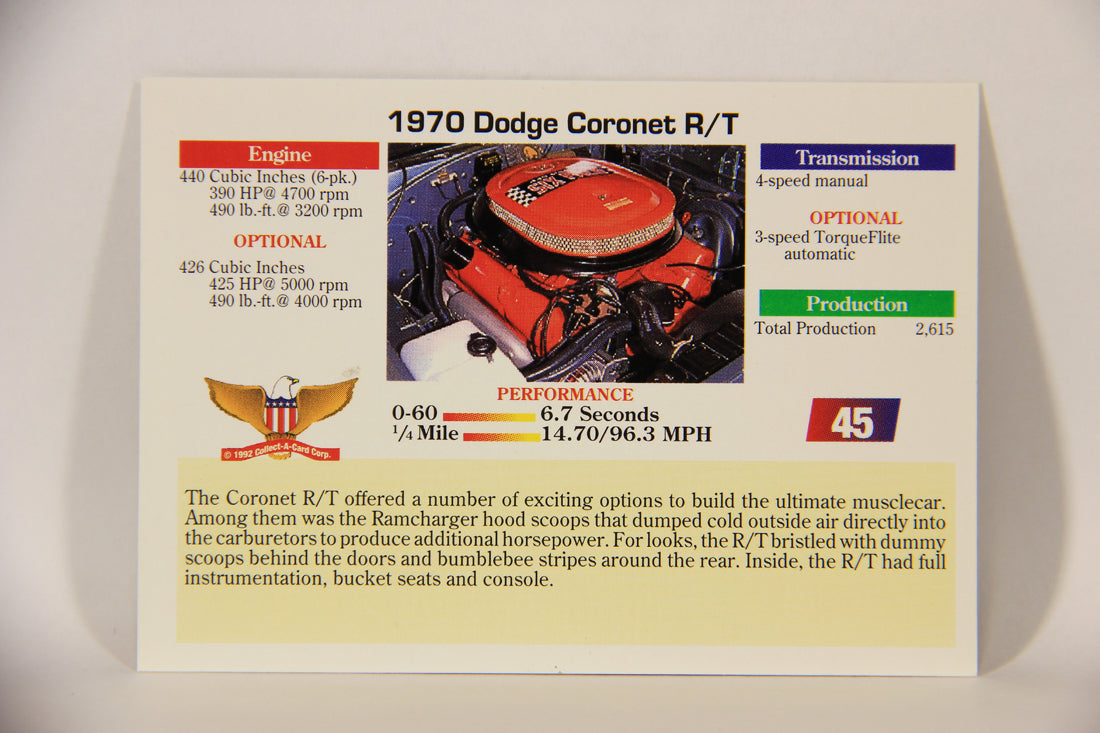 1970 Dodge Coronet R/T
Engine
440 Cubic Inches (6-pk.)
390 HP@ 4700 rpm
490 lb.-ft.@ 3200 rpm
OPTIONAL
426 Cubic Inches
425 HP@ 5000 rpm
490 lb.-ft.@ 4000 rpm
© 1992 Collect-A-Card Corp.
SIX PACK
PERFORMANCE
0-60 6.7 Seconds
1/4 Mile 14.70/96.3 MPH
Transmission
4-speed manual
OPTIONAL
3-speed TorqueFlite
automatic
Production
Total Production 2,615
45
The Coronet R/T offered a number of exciting options to build the ultimate musclecar.
Among them was the Ramcharger hood scoops that dumped cold outside air directly into
the carburetors to produce additional horsepower. For looks, the R/T bristled with dummy
scoops behind the doors and bumblebee stripes around the rear. Inside, the R/T had full
instrumentation, bucket seats and console.